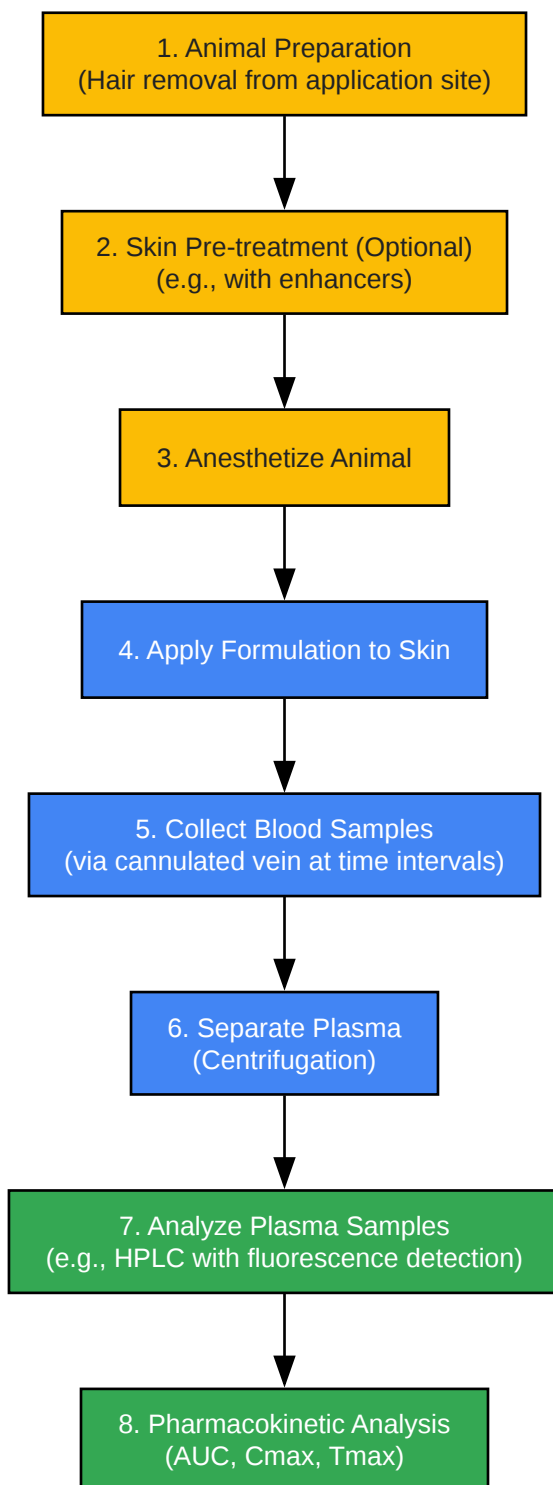 1. Animal Preparation
(Hair removal from application site)
2. Skin Pre-treatment (Optional)
(e.g., with enhancers)
3. Anesthetize Animal
4. Apply Formulation to Skin
5. Collect Blood Samples
(via cannulated vein at time intervals)
6. Separate Plasma
(Centrifugation)
7. Analyze Plasma Samples
(e.g., HPLC with fluorescence detection)
8. Pharmacokinetic Analysis
(AUC, Cmax, Tmax)